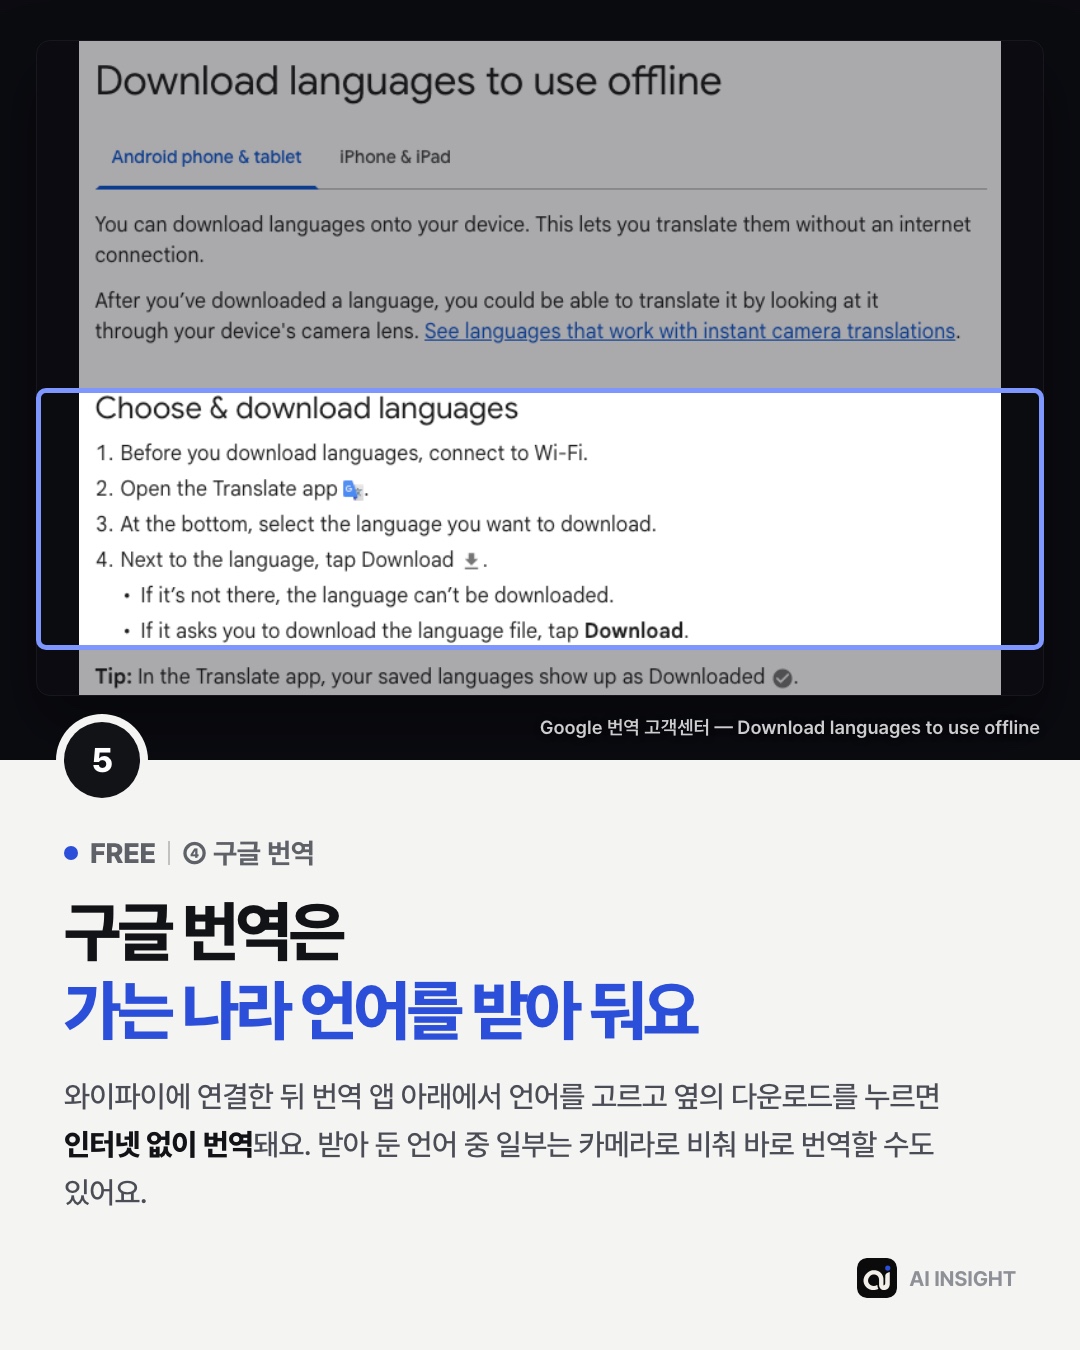 Download languages to use offline
Android phone & tablet iPhone & iPad
You can download languages onto your device. This lets you translate them without an internet
connection.
After you’ve downloaded a language, you could be able to translate it by looking at it
through your device's camera lens. See languages that work with instant camera translations.
Choose & download languages
1. Before you download languages, connect to Wi-Fi.
2. Open the Translate app.
3. At the bottom, select the language you want to download.
4. Next to the language, tap Download.
• If it’s not there, the language can’t be downloaded.
• If it asks you to download the language file, tap Download.
Tip: In the Translate app, your saved languages show up as Downloaded.
Google 번역 고객센터 — Download languages to use offline
5
FREE | ④ 구글 번역
구글 번역은
가는 나라 언어를 받아 둬요
와이파이에 연결한 뒤 번역 앱 아래에서 언어를 고르고 옆의 다운로드를 누르면
인터넷 없이 번역돼요. 받아 둔 언어 중 일부는 카메라로 비춰 바로 번역할 수도
있어요.
ai AI INSIGHT